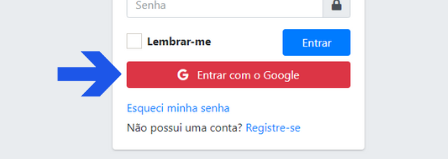 Senha
Lembrar-me
Entrar
Entrar com o Google
Esqueci minha senha
Não possui uma conta? Registre-se